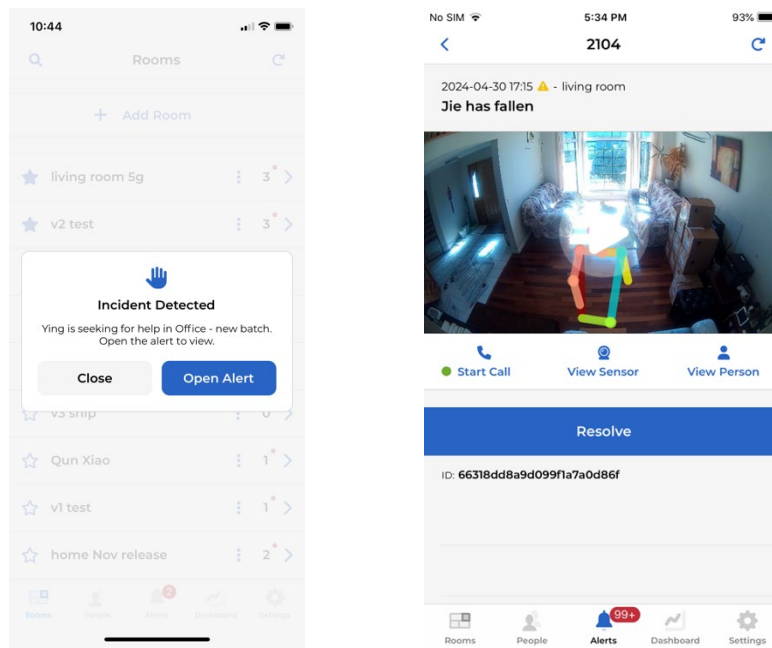 10:44
Rooms
+ Add Room
living room 5g
3
v2 test
3
Incident Detected
Ying is seeking for help in Office - new batch.
Open the alert to view.
Close
Open Alert
v3 ship
0
Qun Xiao
1
v1 test
1
home Nov release
2
2
Rooms
People
Alerts
Dashboard
Settings
No SIM
5:34 PM
93%
2104
2024-04-30 17:15 - living room
Jie has fallen
Start Call
View Sensor
View Person
Resolve
ID: 66318dd8a9d099f1a7a0d86f
99+
Rooms
People
Alerts
Dashboard
Settings